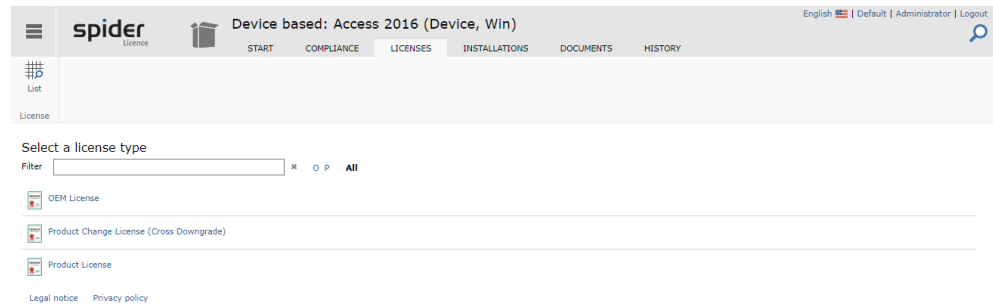 English | Default | Administrator | Logout
spider
Licence
Device based: Access 2016 (Device, Win)
START COMPLIANCE LICENSES INSTALLATIONS DOCUMENTS HISTORY
List
License
Select a license type
Filter O P All
OEM License
Product Change License (Cross Downgrade)
Product License
Legal notice Privacy policy